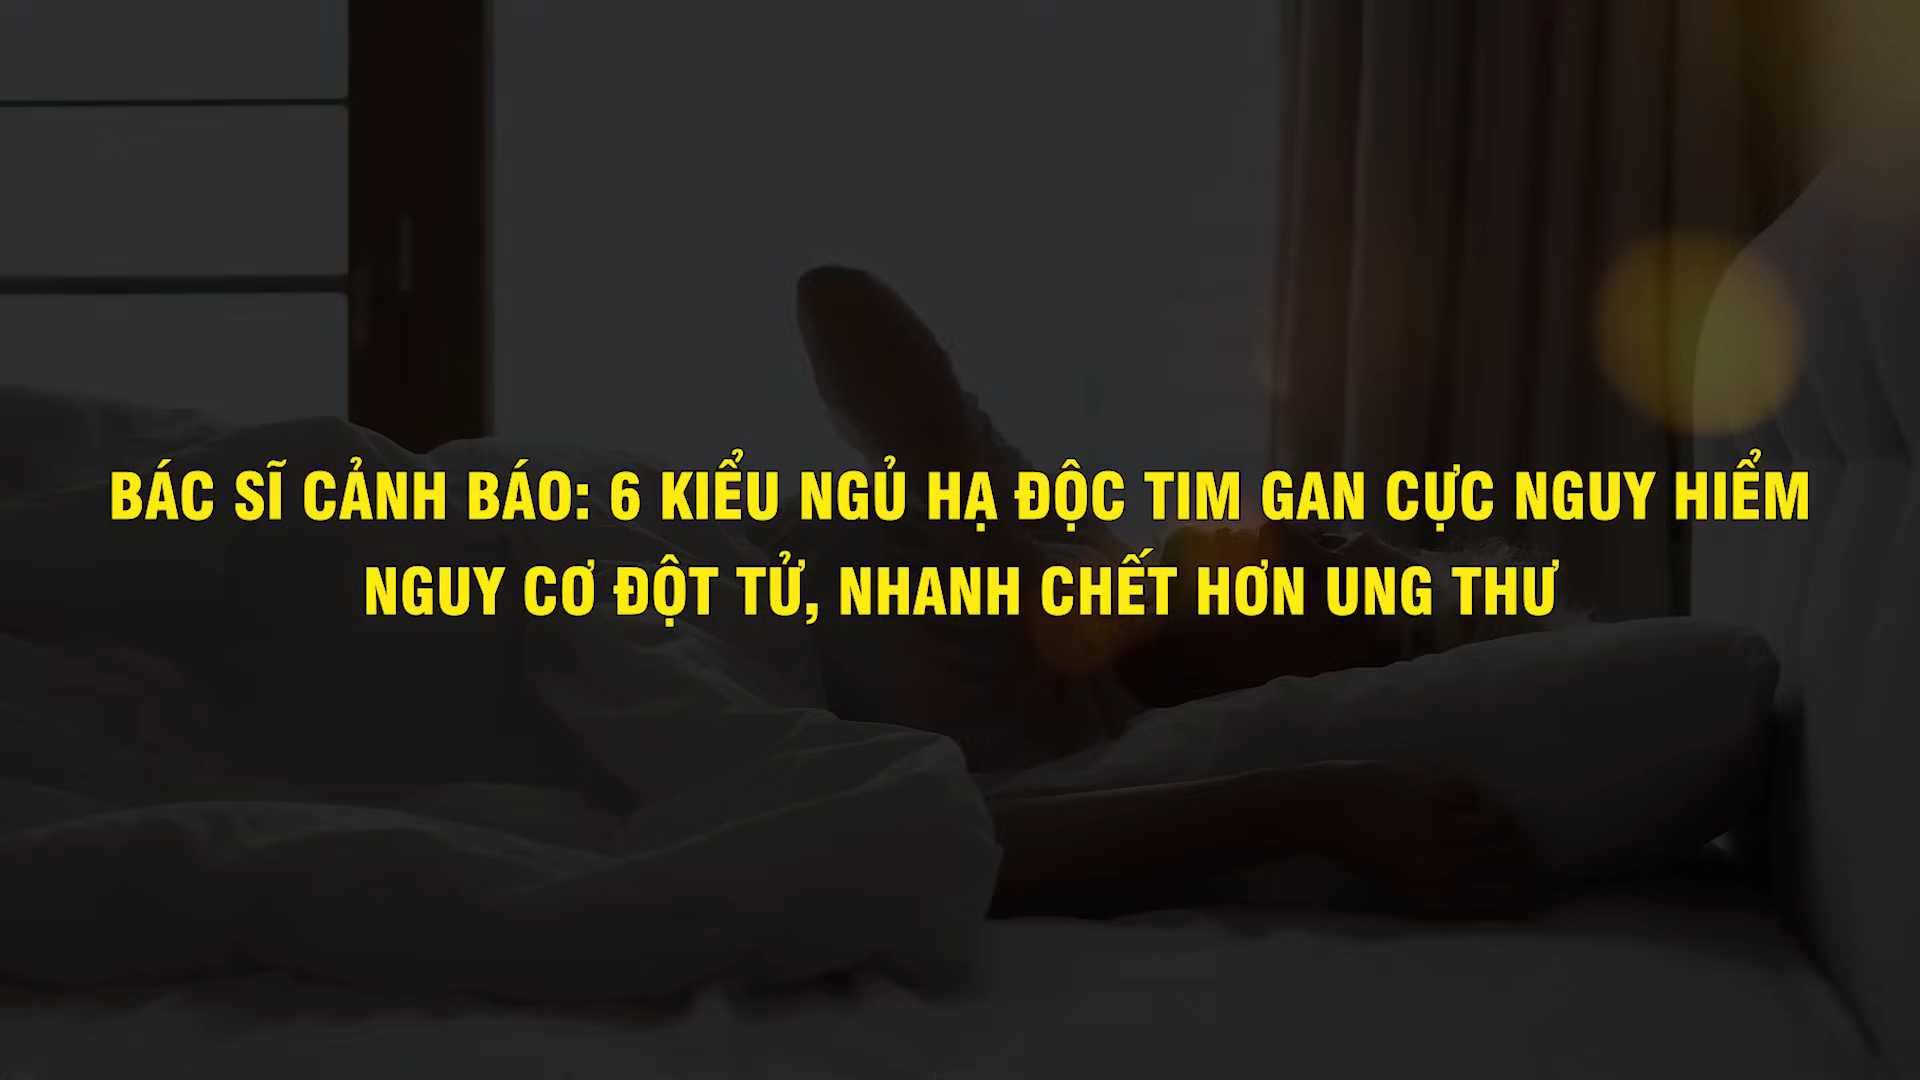 BÁC SĨ CẢNH BÁO: 6 KIỂU NGỦ HẠ ĐỘC TIM GAN CỰC NGUY HIỂM
NGUY CƠ ĐỘT TỬ, NHANH CHẾT HƠN UNG THƯ